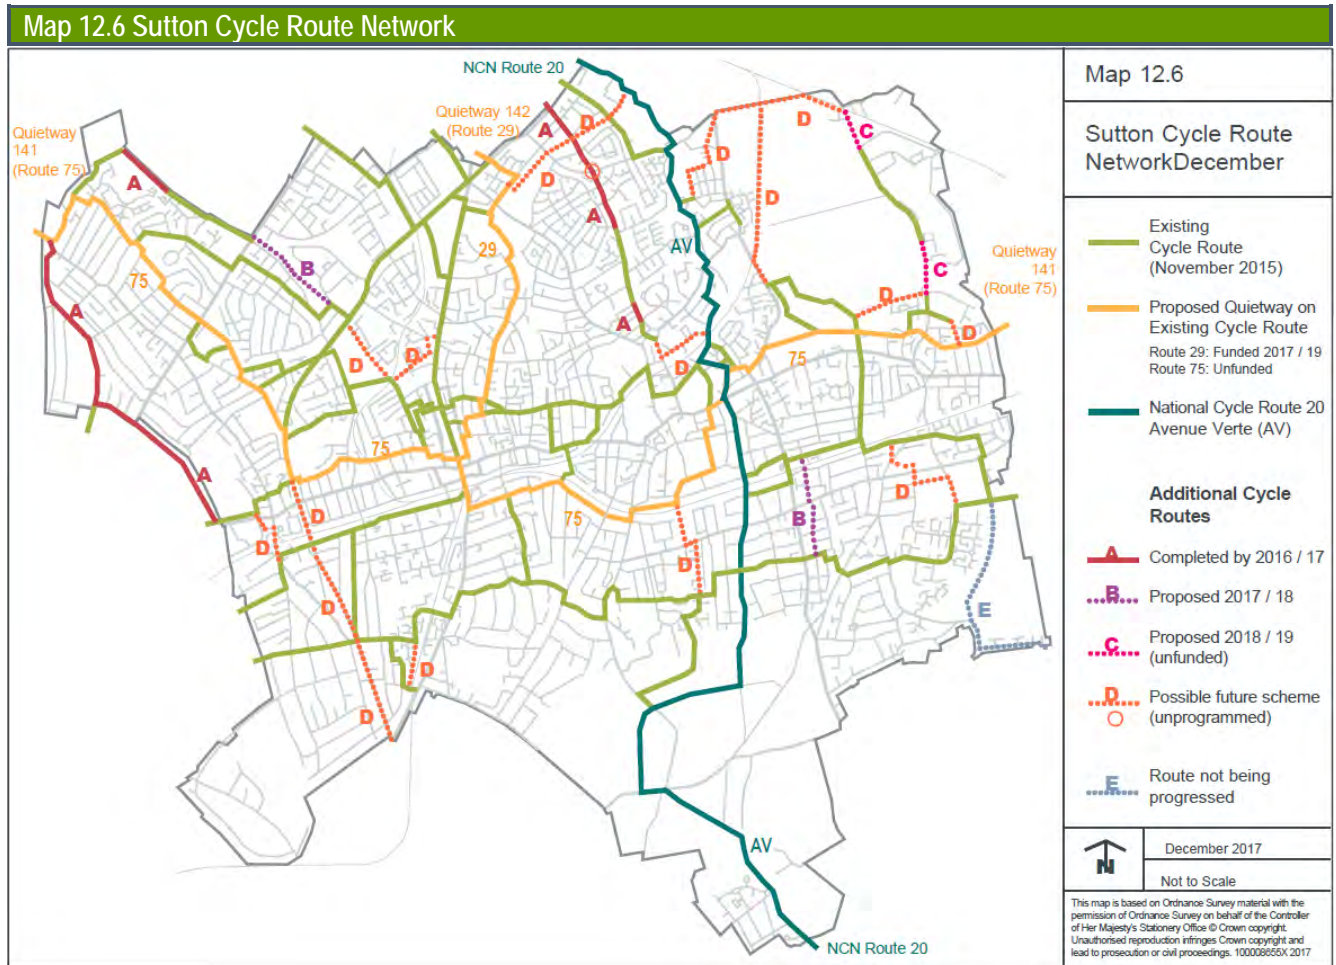 Map 12.6 Sutton Cycle Route Network
NCN Route 20
Quietway 142
(Route 29)
Quietway
141
(Route 75)
A
A
D
D
D
D
C
D
A
29
AV
75
B
A
A
D
D
D
75
Quietway
141
(Route 75)
C
D
D
75
A
75
D
D
D
B
D
D
E
D
D
D
AV
NCN Route 20
Map 12.6
Sutton Cycle Route
NetworkDecember
Existing
Cycle Route
(November 2015)
Proposed Quietway on
Existing Cycle Route
Route 29: Funded 2017 / 19
Route 75: Unfunded
National Cycle Route 20
Avenue Verte (AV)
Additional Cycle
Routes
A
Completed by 2016 / 17
B
Proposed 2017 / 18
C
Proposed 2018 / 19
(unfunded)
D
Possible future scheme
(unprogrammed)
E
Route not being
progressed
N
December 2017
Not to Scale
This map is based on Ordnance Survey material with the
permission of Ordnance Survey on behalf of the Controller
of Her Majesty's Stationery Office © Crown copyright.
Unauthorised reproduction infringes Crown copyright and
lead to prosecution or civil proceedings. 100008655X 2017